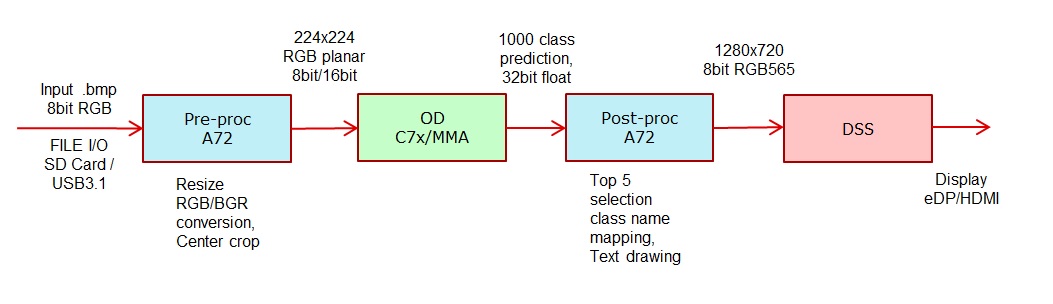 Input .bmp
8bit RGB
FILE I/O
SD Card /
USB3.1
Pre-proc
A72
Resize
RGB/BGR
conversion,
Center crop
224x224
RGB planar
8bit/16bit
OD
C7x/MMA
1000 class
prediction,
32bit float
Post-proc
A72
Top 5
selection
class name
mapping,
Text drawing
1280x720
8bit RGB565
DSS
Display
eDP/HDMI